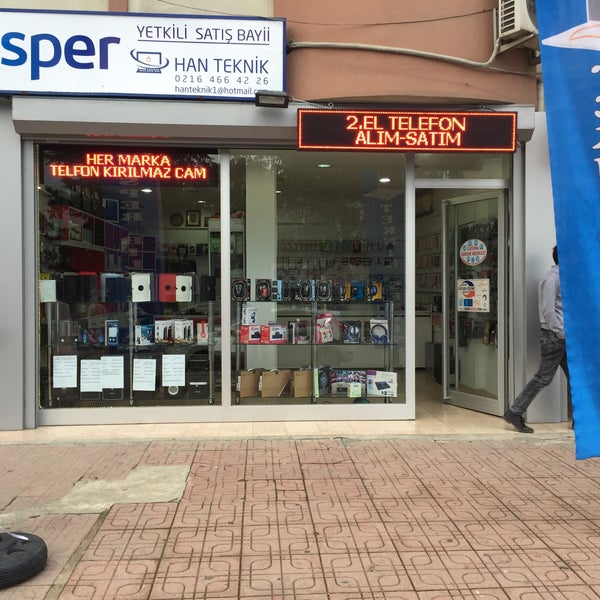 sper
YETKİLİ SATIŞ BAYİİ
HAN TEKNİK
0216 466 42 26
hanteknik1@hotmail.
HER MARKA
TELFON KIRILMAZ CAM
2.EL TELEFON
ALIM-SATIM